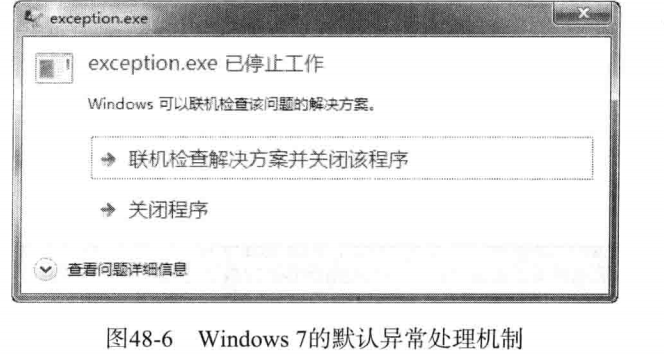 exception.exe
exception.exe 已停止工作
Windows 可以联机检查该问题的解决方案。
联机检查解决方案并关闭该程序
关闭程序
查看问题详细信息
图48-6 Windows 7的默认异常处理机制